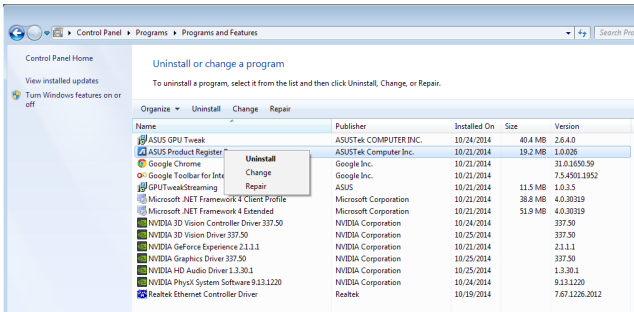 Control Panel ▸ Programs ▸ Programs and Features
Search Pro
Control Panel Home
View installed updates
Turn Windows features on or
off
Uninstall or change a program
To uninstall a program, select it from the list and then click Uninstall, Change, or Repair.
Organize Uninstall Change Repair
Name Publisher Installed On Size Version
ASUS GPU Tweak ASUSTek COMPUTER INC. 10/24/2014 40.4 MB 2.6.4.0
ASUS Product Register ASUSTek Computer Inc. 10/21/2014 19.2 MB 1.0.026
Google Chrome Google Inc. 10/21/2014 31.0.1650.59
Google Toolbar for Inte Google Inc. 10/21/2014 7.5.4501.1952
GPUTweakStreaming ASUS 10/21/2014 11.5 MB 1.0.3.5
Microsoft .NET Framework 4 Client Profile Microsoft Corporation 10/21/2014 38.8 MB 4.0.30319
Microsoft .NET Framework 4 Extended Microsoft Corporation 10/21/2014 51.9 MB 4.0.30319
NVIDIA 3D Vision Controller Driver 337.50 NVIDIA Corporation 10/24/2014 337.50
NVIDIA 3D Vision Driver 337.50 NVIDIA Corporation 10/25/2014 337.50
NVIDIA GeForce Experience 2.1.1.1 NVIDIA Corporation 10/21/2014 2.1.1.1
NVIDIA Graphics Driver 337.50 NVIDIA Corporation 10/25/2014 337.50
NVIDIA HD Audio Driver 1.3.30.1 NVIDIA Corporation 10/25/2014 1.3.30.1
NVIDIA PhysX System Software 9.13.1220 NVIDIA Corporation 10/24/2014 9.13.1220
Realtek Ethernet Controller Driver Realtek 10/19/2014 7.67.1226.2012
Uninstall
Change
Repair